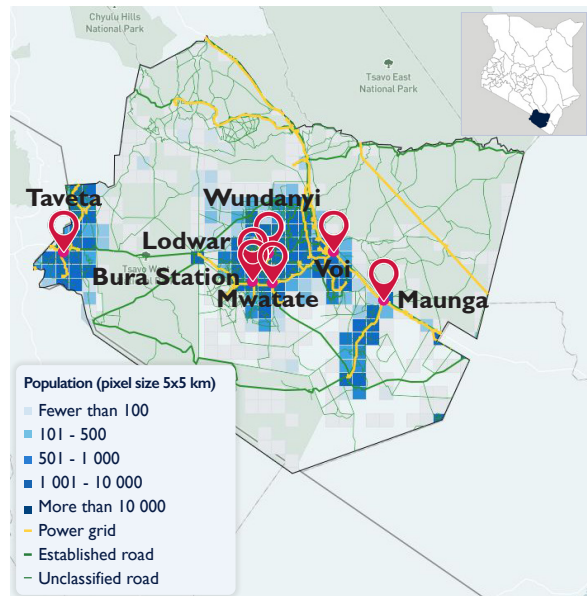 Chyulu Hills
National Park
Tsavo East
National Park
Taveta
Wundanyi
Lodwar
Tsavo W
Bura Station
Voi
Mwatate
Maunga
Population (pixel size 5x5 km)
Fewer than 100
101 - 500
501 - 1 000
1 001 - 10 000
More than 10 000
Power grid
Established road
Unclassified road